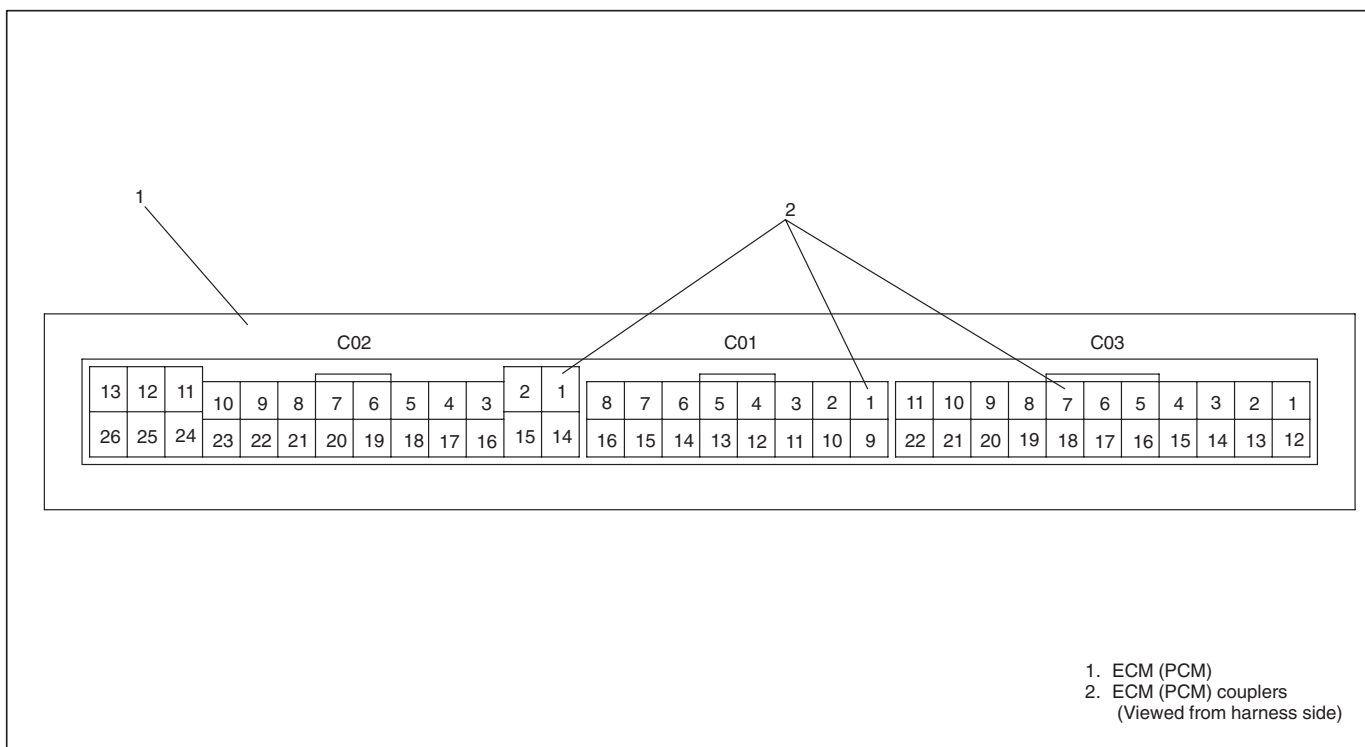 1
2
C02 C01 C03
13 12 11 10 9 8 7 6 5 4 3 2 1 8 7 6 5 4 3 2 1 11 10 9 8 7 6 5 4 3 2 1
26 25 24 23 22 21 20 19 18 17 16 15 14 16 15 14 13 12 11 10 9 22 21 20 19 18 17 16 15 14 13 12
1. ECM (PCM)
2. ECM (PCM) couplers
(Viewed from harness side)